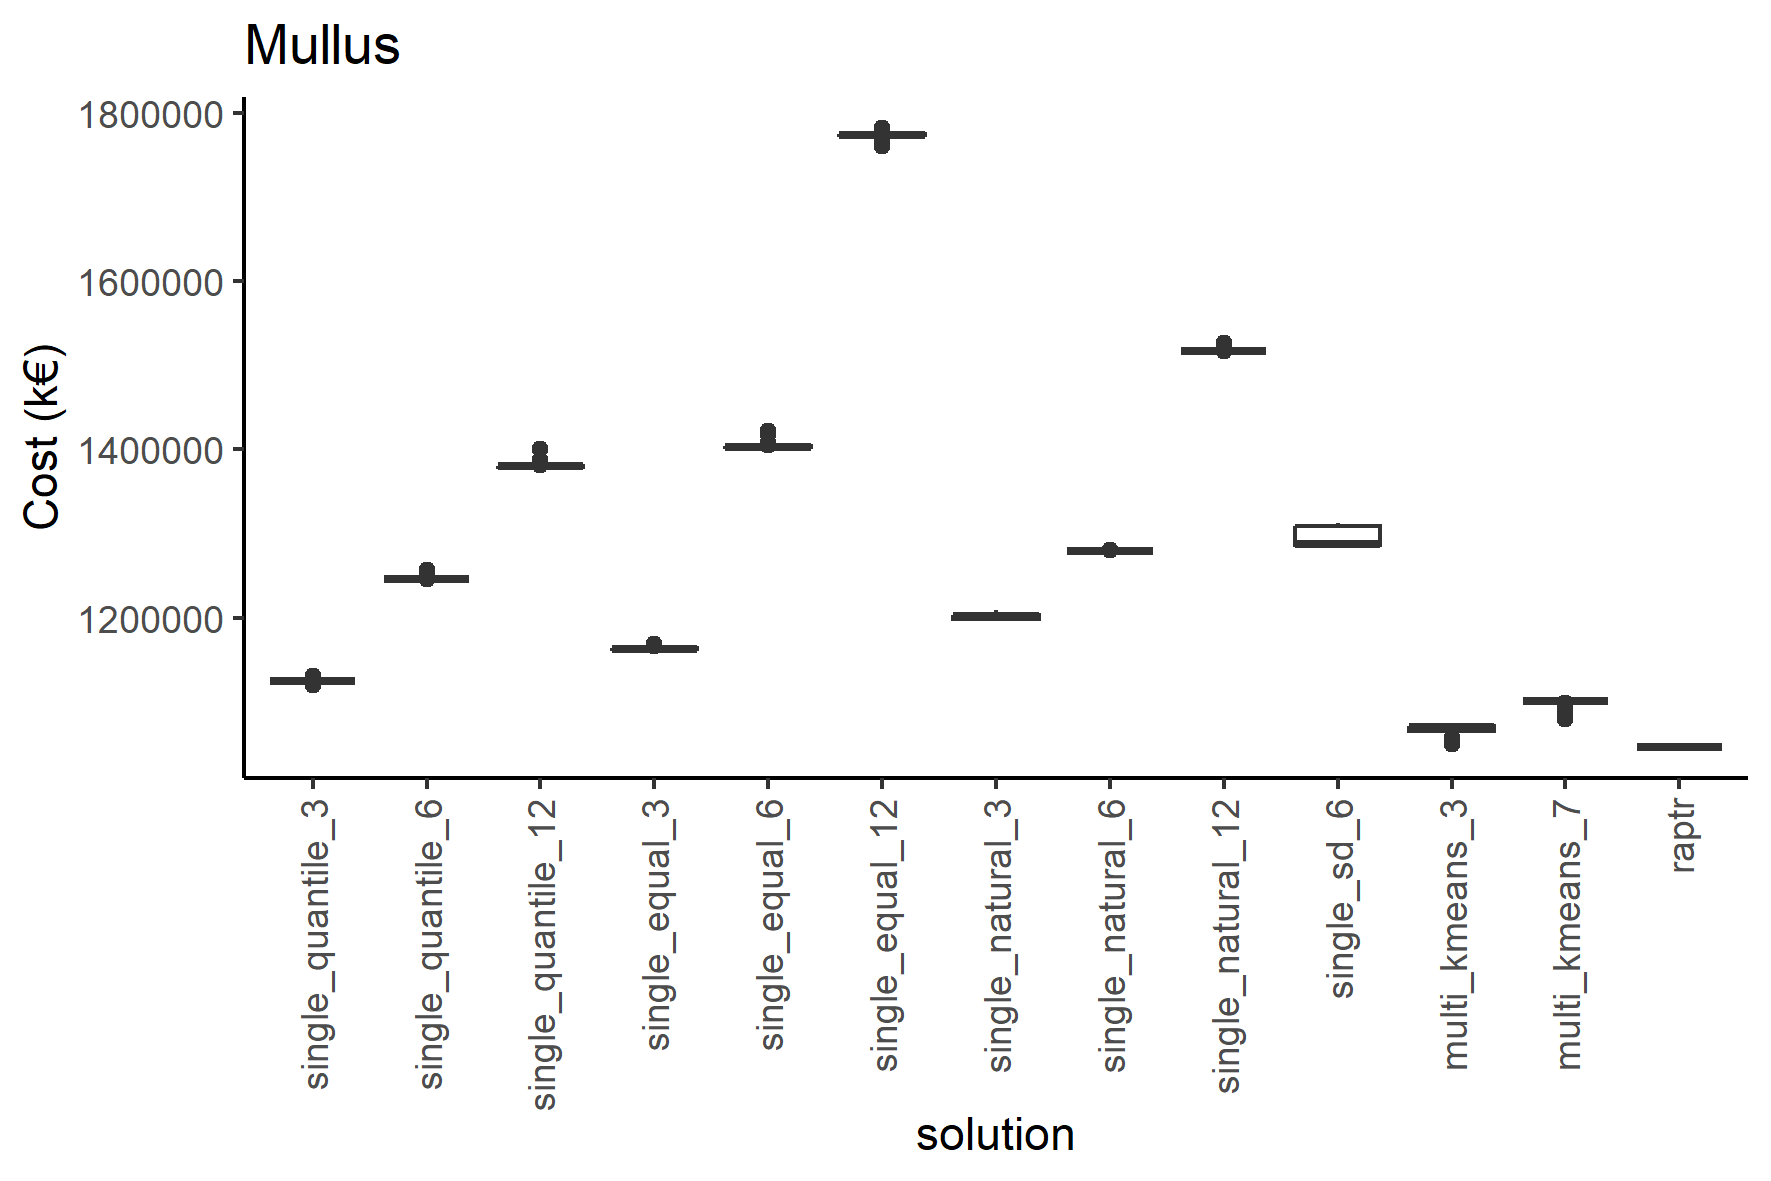 Mullus
Cost (k€)
1800000
1600000
1400000
1200000
single_quantile_3
single_quantile_6
single_quantile_12
single_equal_3
single_equal_6
single_equal_12
single_natural_3
single_natural_6
single_natural_12
single_sd_6
multi_kmeans_3
multi_kmeans_7
raptr
solution